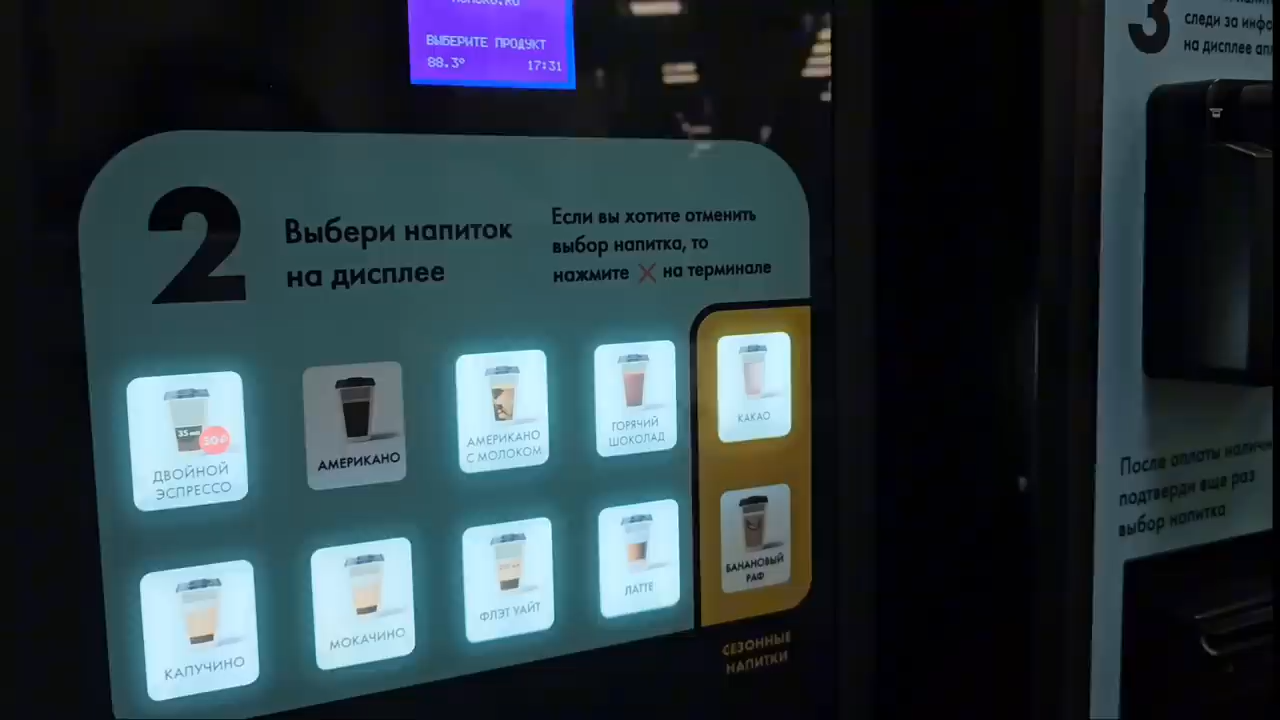 ВЫБЕРИТЕ ПРОДУКТ
88.3° 17:31
2
Выбери напиток
на дисплее
Если вы хотите отменить
выбор напитка, то
нажмите X на терминале
35 мл
ДВОЙНОЙ
ЭСПРЕССО
АМЕРИКАНО
АМЕРИКАНО
С МОЛОКОМ
ГОРЯЧИЙ
ШОКОЛАД
КАКАО
КАПУЧИНО
МОКАЧИНО
ФЛЭТ УАЙТ
ЛАТТЕ
БАНАНОВЫЙ
РАФ
СЕЗОННЫЕ
НАПИТКИ
3
следи за инфо
на дисплее
После оплаты наличн
подтверди еще раз
выбор напитка